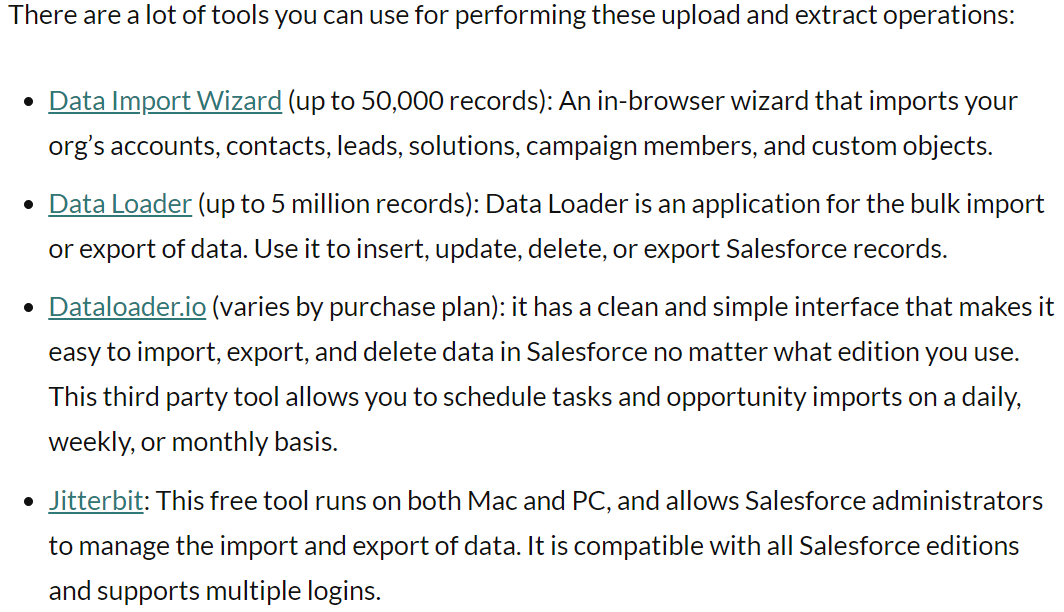 There are a lot of tools you can use for performing these upload and extract operations:
• Data Import Wizard (up to 50,000 records): An in-browser wizard that imports your
org’s accounts, contacts, leads, solutions, campaign members, and custom objects.
• Data Loader (up to 5 million records): Data Loader is an application for the bulk import
or export of data. Use it to insert, update, delete, or export Salesforce records.
• Dataloader.io (varies by purchase plan): it has a clean and simple interface that makes it
easy to import, export, and delete data in Salesforce no matter what edition you use.
This third party tool allows you to schedule tasks and opportunity imports on a daily,
weekly, or monthly basis.
• Jitterbit: This free tool runs on both Mac and PC, and allows Salesforce administrators
to manage the import and export of data. It is compatible with all Salesforce editions
and supports multiple logins.